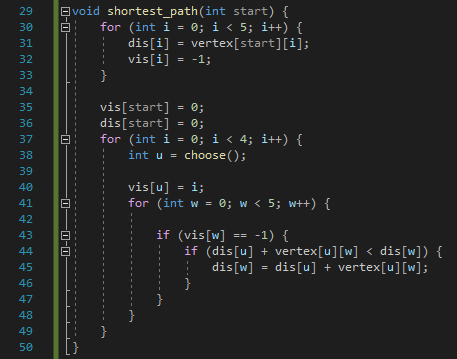 29 void shortest_path(int start) {
30 for (int i = 0; i < 5; i++) {
31 dis[i] = vertex[start][i];
32 vis[i] = -1;
33 }
34
35 vis[start] = 0;
36 dis[start] = 0;
37 for (int i = 0; i < 4; i++) {
38 int u = choose();
39
40 vis[u] = i;
41 for (int w = 0; w < 5; w++) {
42
43 if (vis[w] == -1) {
44 if (dis[u] + vertex[u][w] < dis[w]) {
45 dis[w] = dis[u] + vertex[u][w];
46 }
47 }
48 }
49 }
50 }